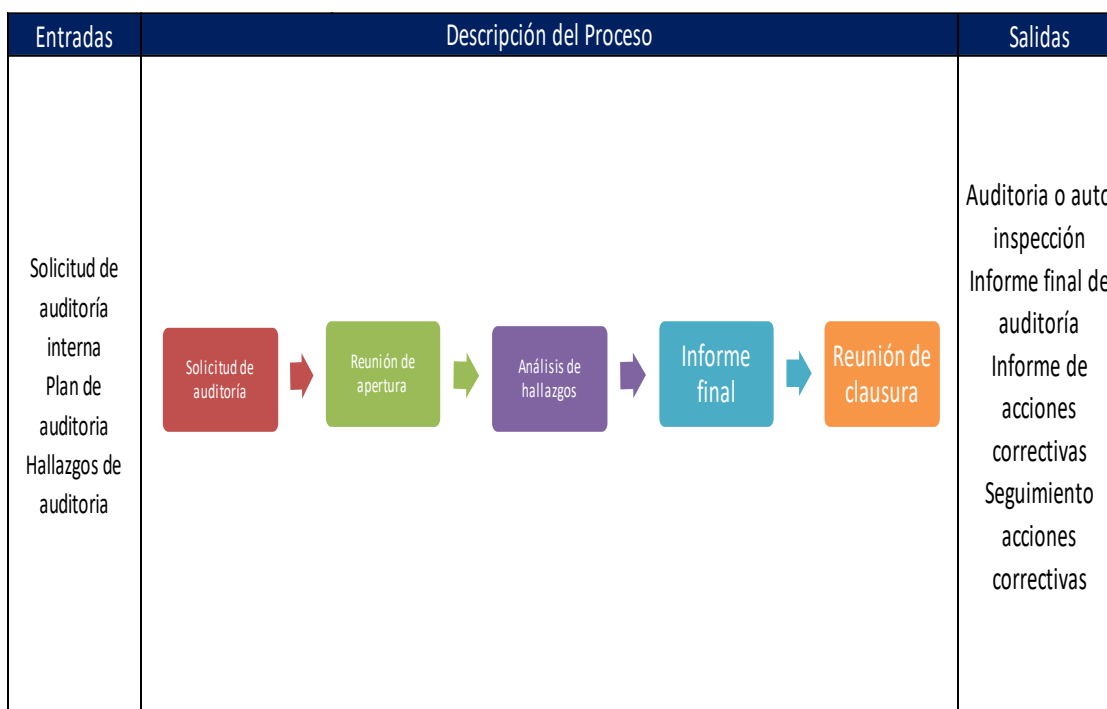 Entradas
Descripción del Proceso
Salidas
Solicitud de
auditoría
interna
Plan de
auditoria
Hallazgos de
auditoria
Solicitud de
auditoría
Reunión de
apertura
Análisis de
hallazgos
Informe
final
Reunión de
clausura
Auditoria o auto
inspección
Informe final de
auditoría
Informe de
acciones
correctivas
Seguimiento
acciones
correctivas